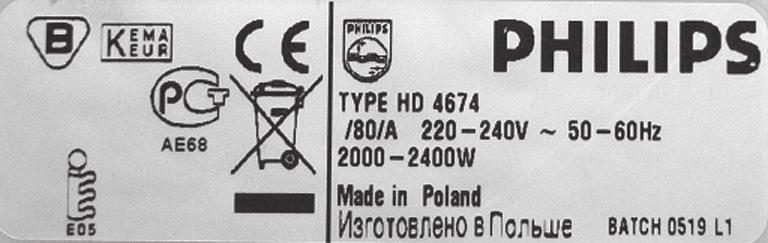 B
KEMA
KEUR
CE
PCT
AE68
E05
PHILIPS
PHILIPS
TYPE HD 4674
/80/A 220-240V ~ 50-60Hz
2000-2400W
Made in Poland
Изготовлено в Польше BATCH 0519 L1